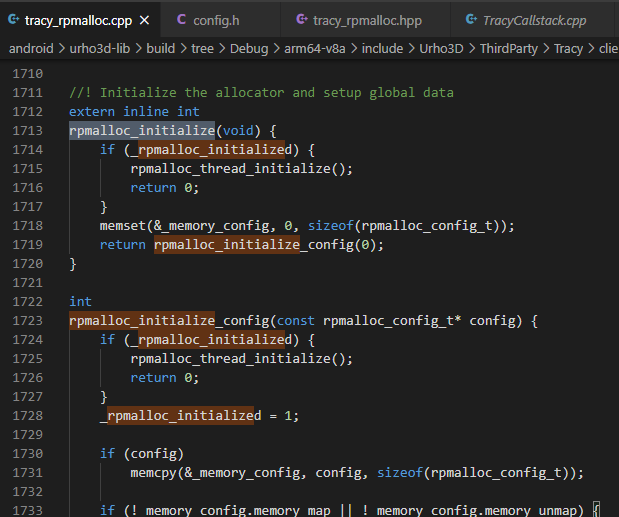 tracy_rpmalloc.cpp × config.h tracy_rpmalloc.hpp TracyCallstack.cpp
android > urho3d-lib > build > tree > Debug > arm64-v8a > include > Urho3D > ThirdParty > Tracy > clie
1710
1711 //! Initialize the allocator and setup global data
1712 extern inline int
1713 rpmalloc_initialize(void) {
1714 if (_rpmalloc_initialized) {
1715 rpmalloc_thread_initialize();
1716 return 0;
1717 }
1718 memset(&_memory_config, 0, sizeof(rpmalloc_config_t));
1719 return rpmalloc_initialize_config(0);
1720 }
1721
1722 int
1723 rpmalloc_initialize_config(const rpmalloc_config_t* config) {
1724 if (_rpmalloc_initialized) {
1725 rpmalloc_thread_initialize();
1726 return 0;
1727 }
1728 _rpmalloc_initialized = 1;
1729
1730 if (config)
1731 memcpy(&_memory_config, config, sizeof(rpmalloc_config_t));
1732
1733 if (!_memory_config.memory_map || !_memory_config.memory_unmap) {